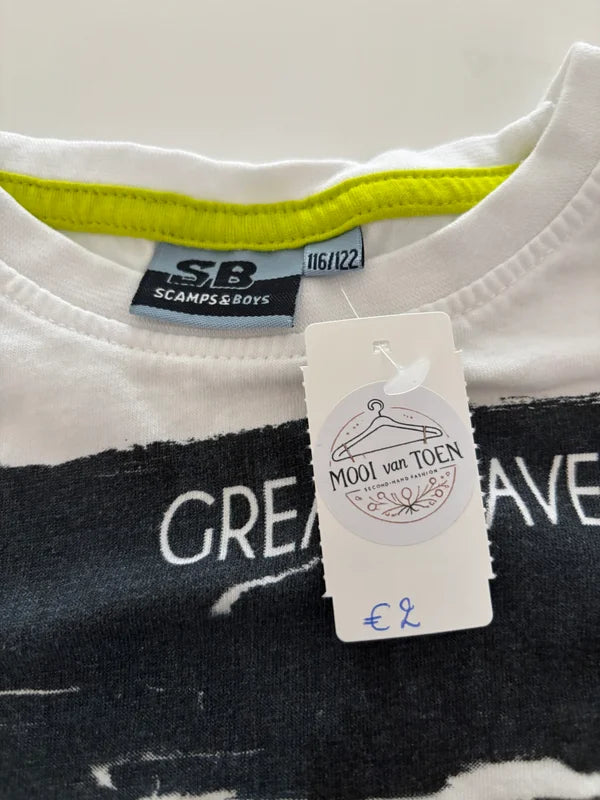 SB
SCAMPS&BOYS
116/122
MOOI van TOEN
SECOND-HAND FASHION
GREA AVE
€2